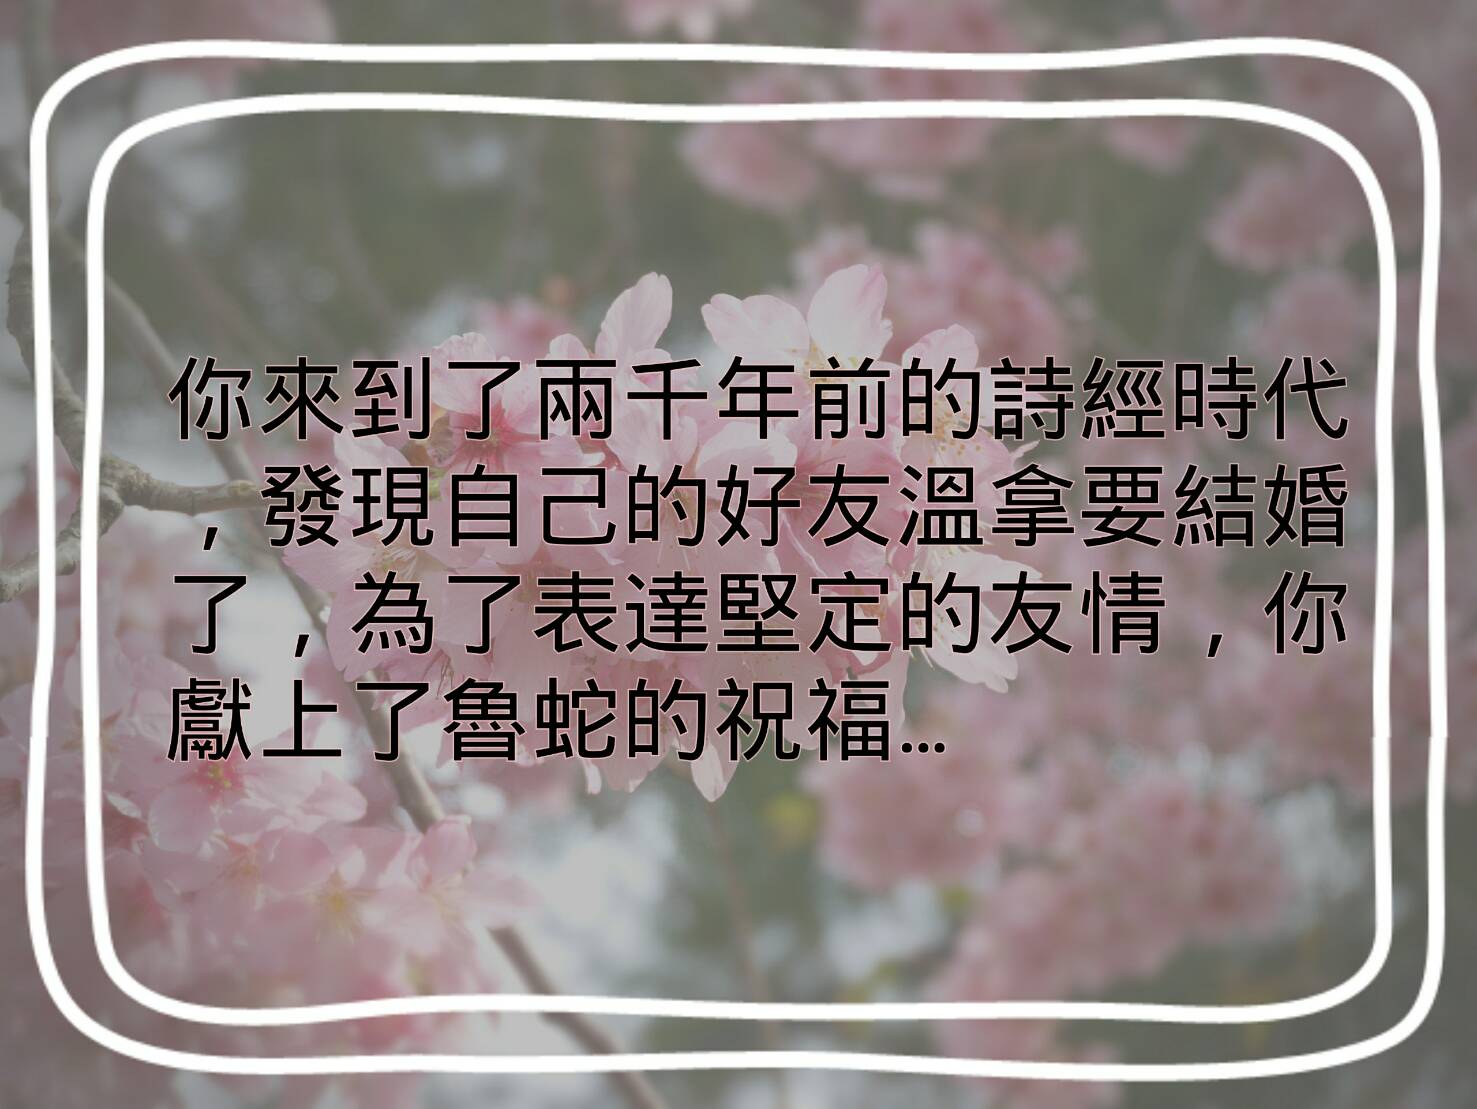 你來到了兩千年前的詩經時代
，發現自己的好友溫拿要結婚
了，為了表達堅定的友情，你
獻上了魯蛇的祝福...